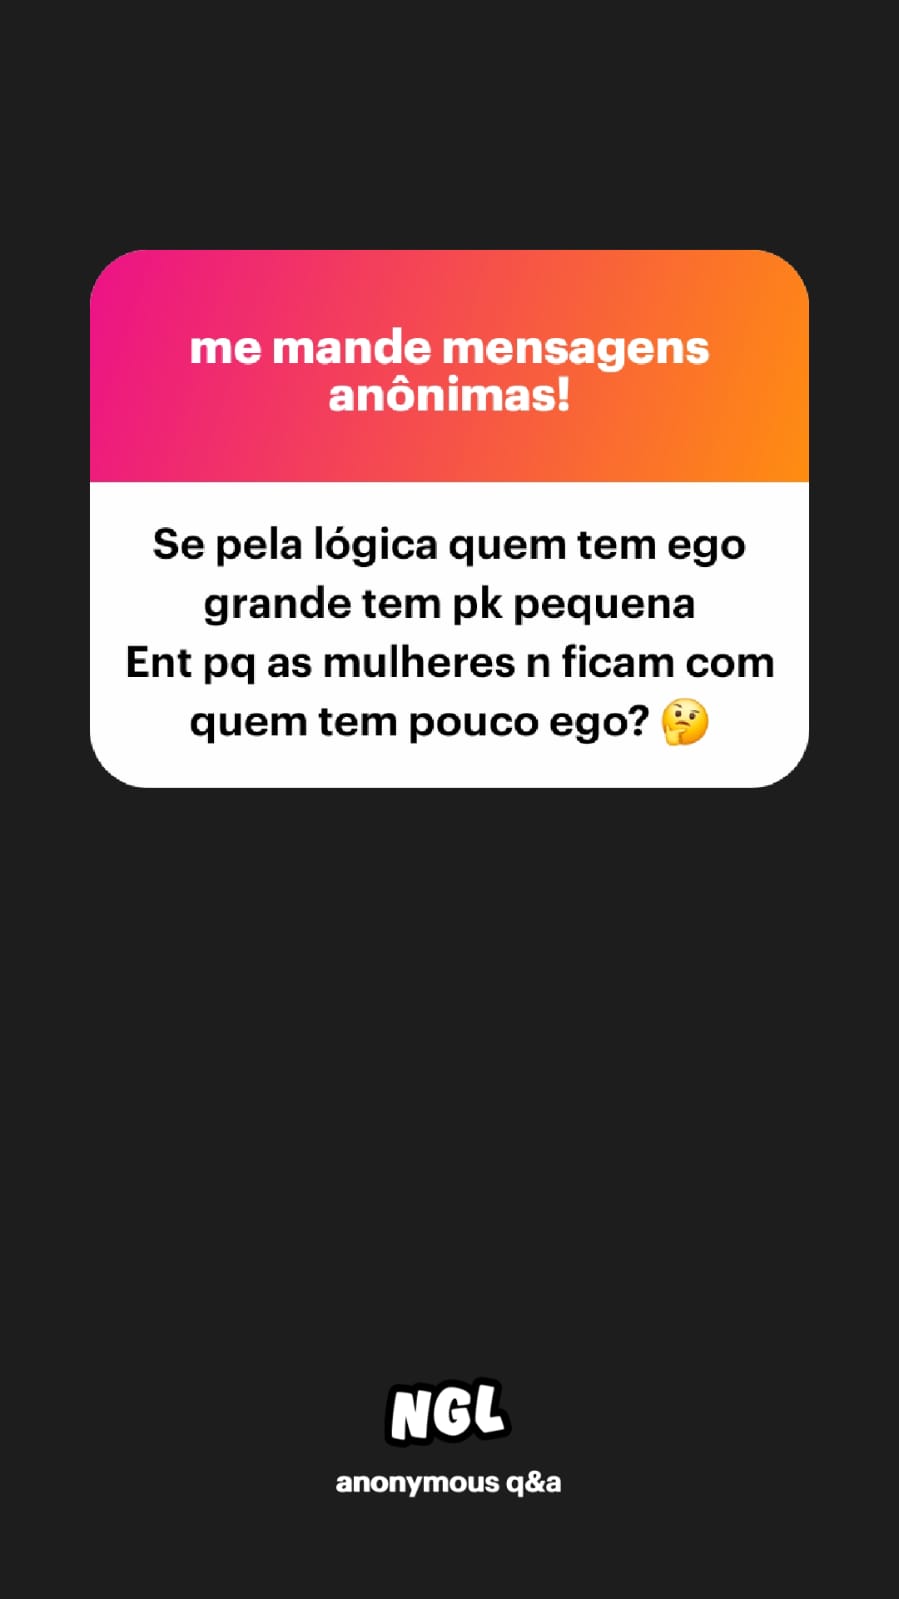 me mande mensagens
anônimas!
Se pela lógica quem tem ego
grande tem pk pequena
Ent pq as mulheres n ficam com
quem tem pouco ego? 🤔
NGL
anonymous q&a